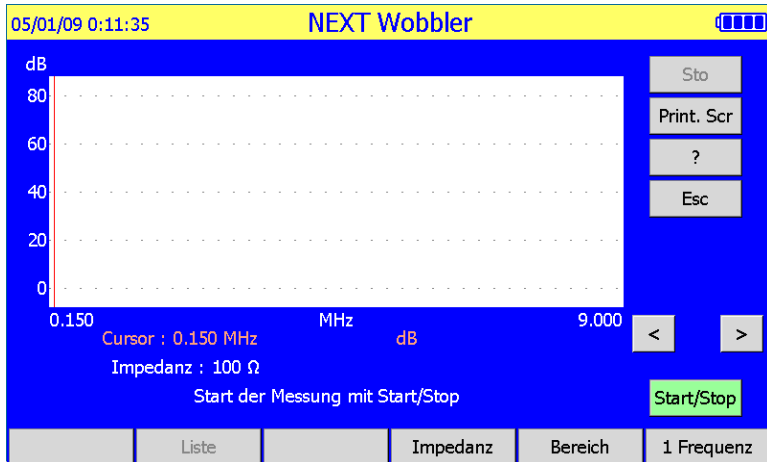 05/01/09 0:11:35 NEXT Wobbler
dB
80
60
40
20
0
0.150 MHz 9.000
Cursor : 0.150 MHz dB
Impedanz : 100 Ω
Start der Messung mit Start/Stop
Sto
Print. Scr
?
Esc
< >
Start/Stop
Liste Impedanz Bereich 1 Frequenz